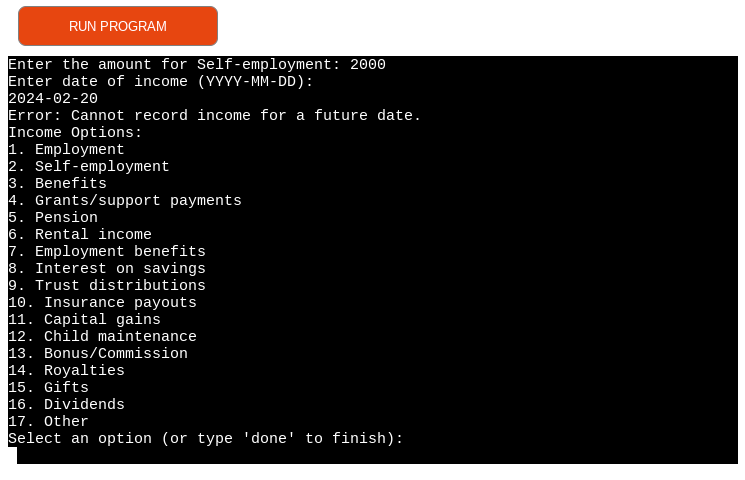 RUN PROGRAM
Enter the amount for Self-employment: 2000
Enter date of income (YYYY-MM-DD):
2024-02-20
Error: Cannot record income for a future date.
Income Options:
1. Employment
2. Self-employment
3. Benefits
4. Grants/support payments
5. Pension
6. Rental income
7. Employment benefits
8. Interest on savings
9. Trust distributions
10. Insurance payouts
11. Capital gains
12. Child maintenance
13. Bonus/Commission
14. Royalties
15. Gifts
16. Dividends
17. Other
Select an option (or type 'done' to finish):